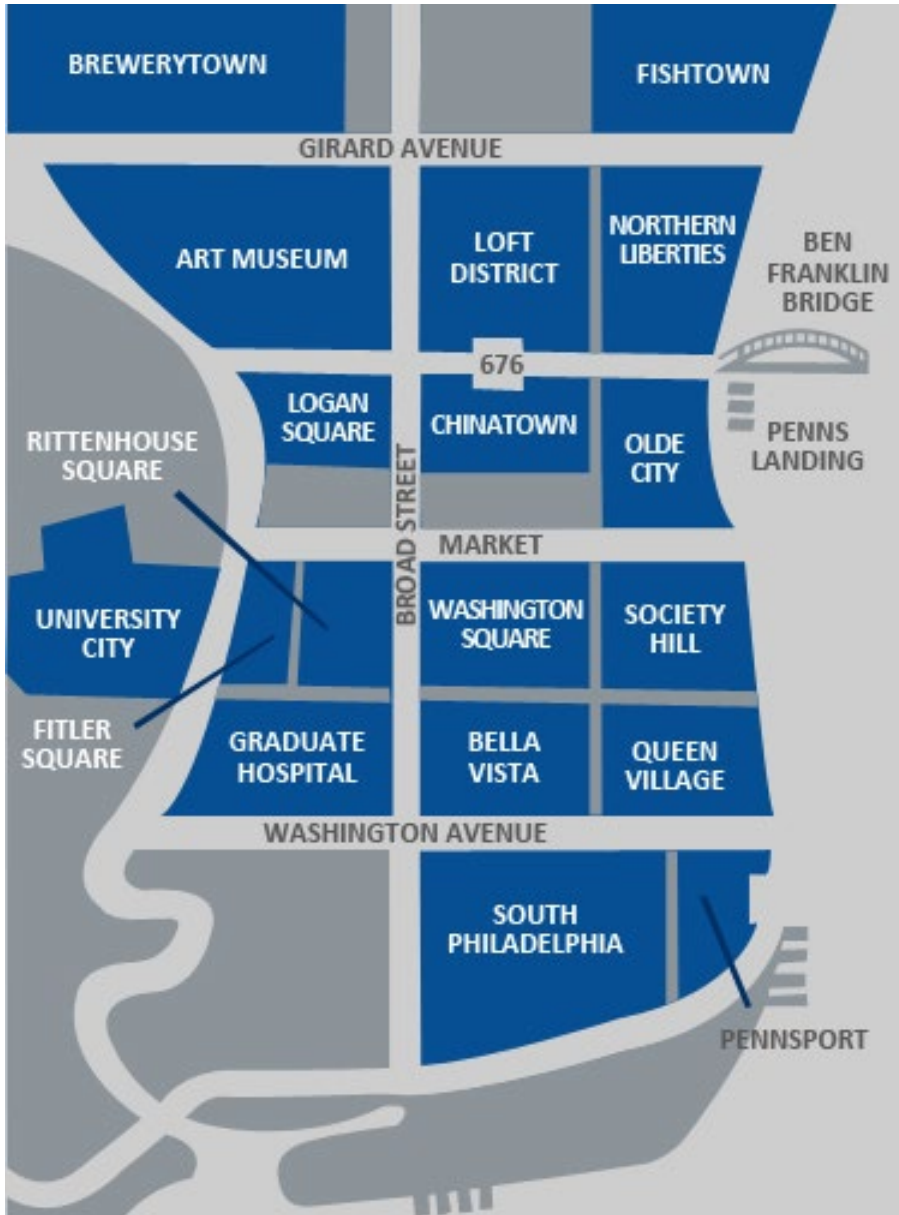 BREWERYTOWN
FISHTOWN
GIRARD AVENUE
ART MUSEUM
LOFT
DISTRICT
NORTHERN
LIBERTIES
BEN
FRANKLIN
BRIDGE
676
LOGAN
SQUARE
CHINATOWN
OLDE
CITY
PENNS
LANDING
RITTENHOUSE
SQUARE
BROAD STREET
MARKET
UNIVERSITY
CITY
WASHINGTON
SQUARE
SOCIETY
HILL
FITLER
SQUARE
GRADUATE
HOSPITAL
BELLA
VISTA
QUEEN
VILLAGE
WASHINGTON AVENUE
SOUTH
PHILADELPHIA
PENNSPORT